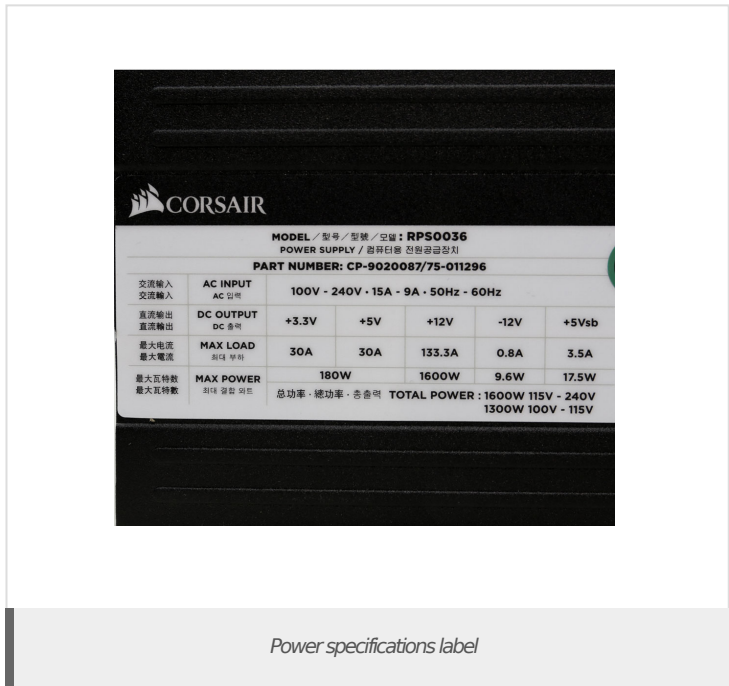 CORSAIR
MODEL / 型号 / 型號 / 모델 : RPS0036
POWER SUPPLY / 컴퓨터용 전원공급장치
PART NUMBER: CP-9020087/75-011296
交流输入 AC INPUT 100V - 240V · 15A - 9A · 50Hz - 60Hz
交流輸入 AC 입력
直流输出 DC OUTPUT +3.3V +5V +12V -12V +5Vsb
直流輸出 DC 출력
最大电流 MAX LOAD 30A 30A 133.3A 0.8A 3.5A
最大電流 최대 부하
最大瓦特数 MAX POWER 180W 1600W 9.6W 17.5W
最大瓦特數 최대 결합 와트 总功率 · 總功率 · 총출력 TOTAL POWER : 1600W 115V - 240V
1300W 100V - 115V
Power specifications label